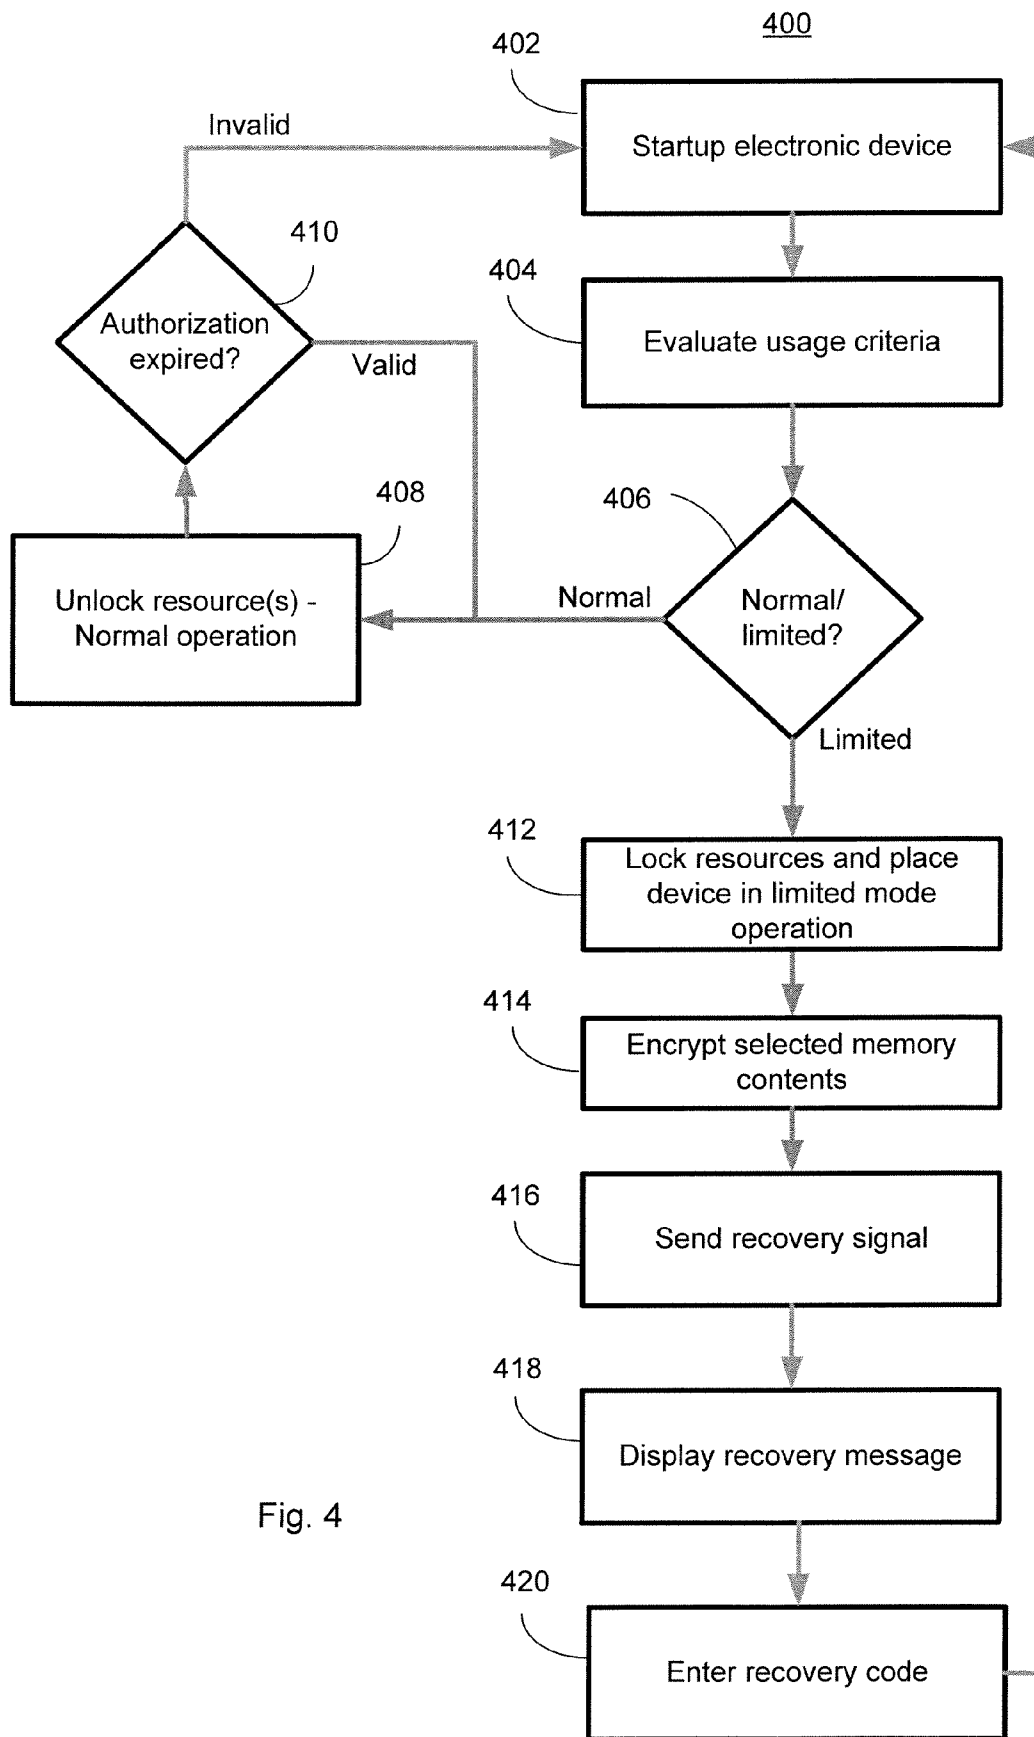 400
402
Startup electronic device
Invalid
410
Authorization
expired?
Valid
404
Evaluate usage criteria
408
Unlock resource(s) -
Normal operation
406
Normal
Normal/
limited?
Limited
412
Lock resources and place
device in limited mode
operation
414
Encrypt selected memory
contents
416
Send recovery signal
418
Display recovery message
Fig. 4
420
Enter recovery code